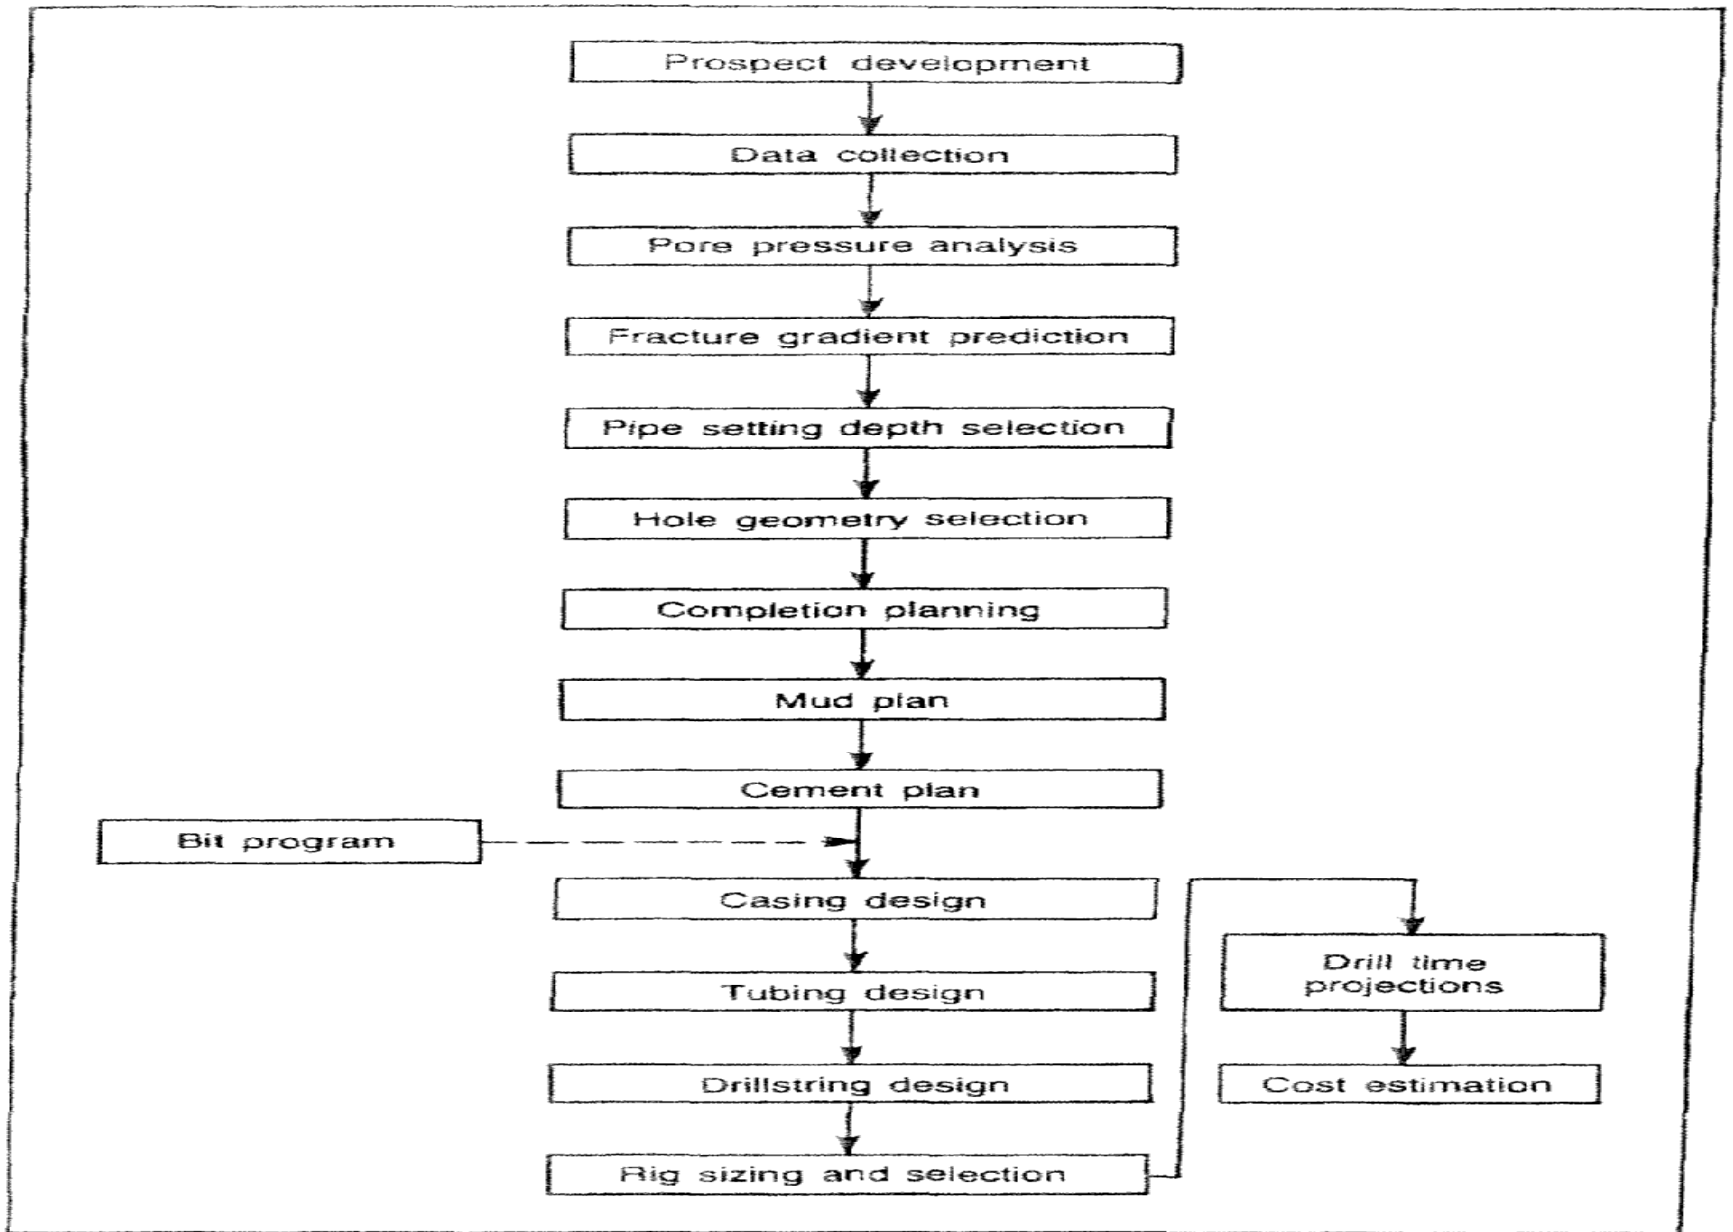 Prospect development
Data collection
Pore pressure analysis
Fracture gradient prediction
Pipe setting depth selection
Hole geometry selection
Completion planning
Mud plan
Cement plan
Bit program
Casing design
Tubing design
Drillstring design
Rig sizing and selection
Drill time
projections
Cost estimation